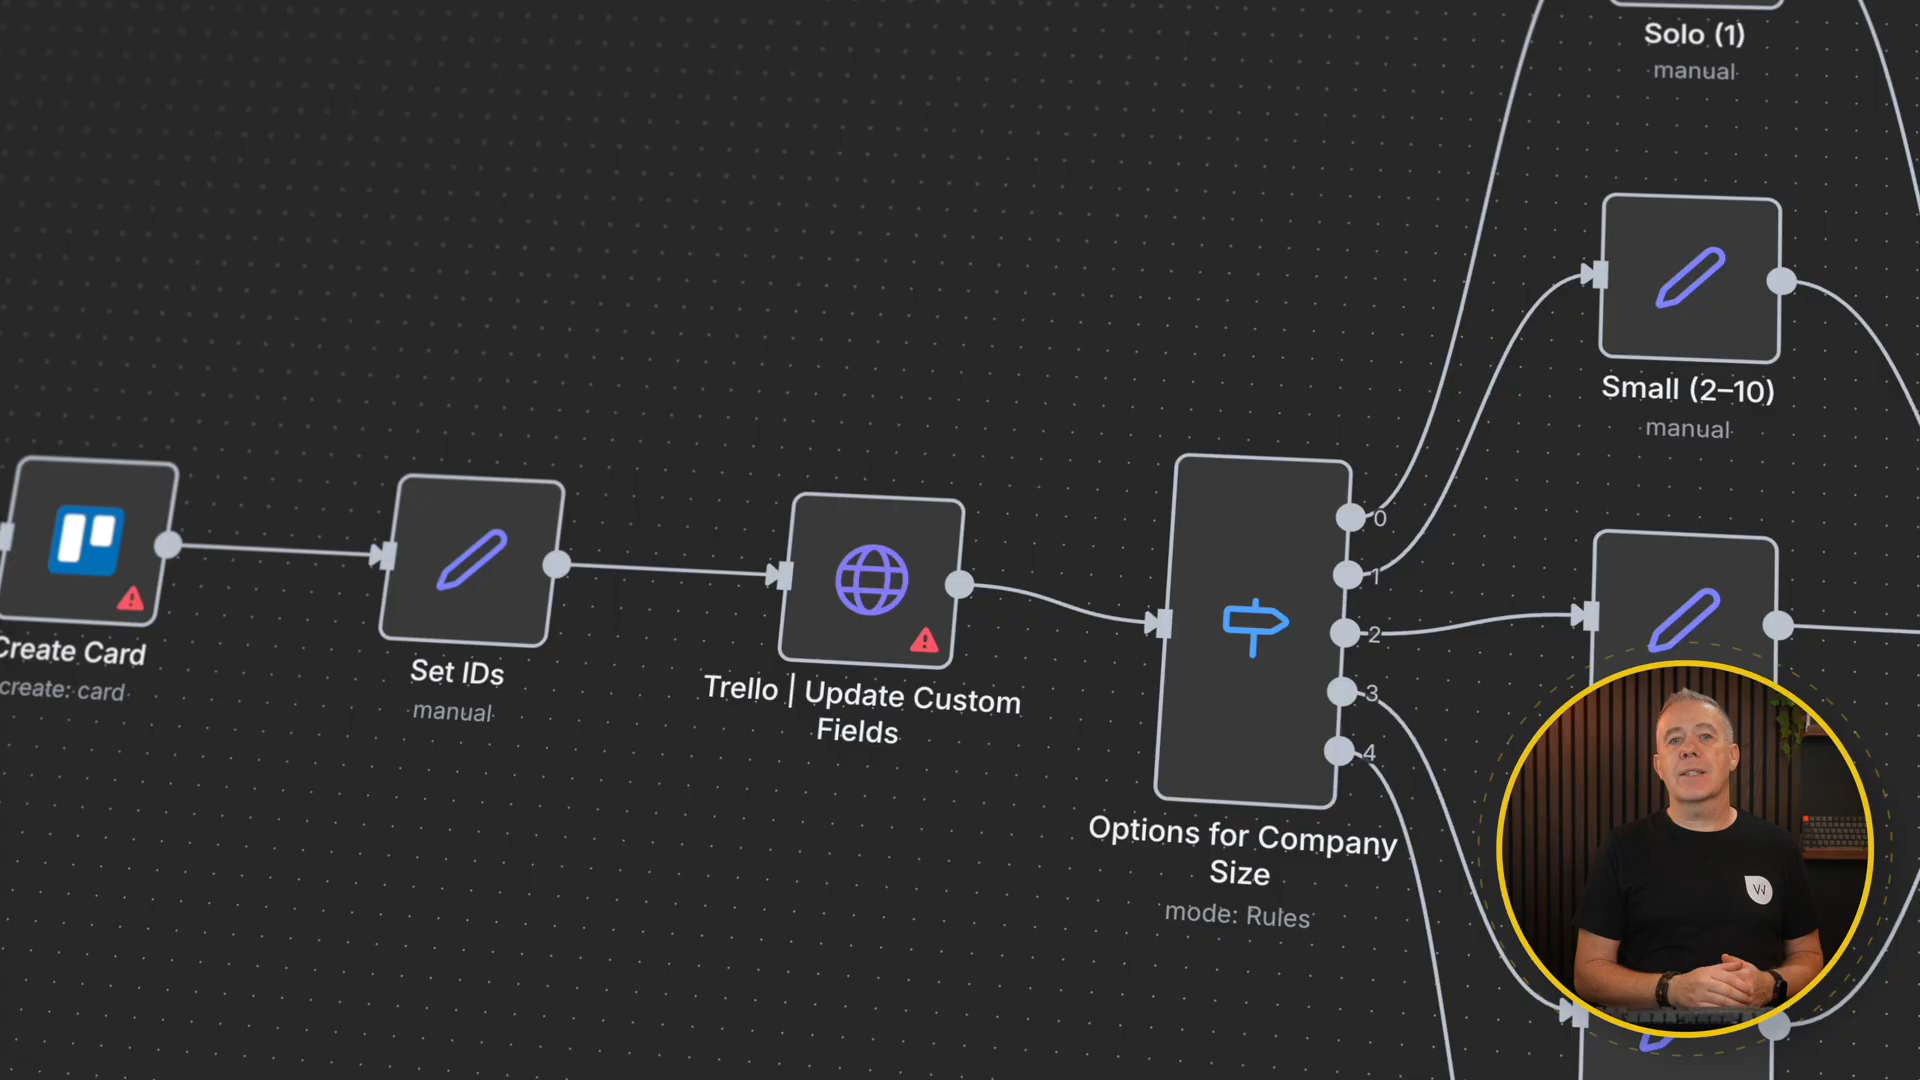 Solo (1)
manual
Small (2–10)
manual
0
1
2
3
4
Create Card
create: card
Set IDs
manual
Trello | Update Custom
Fields
Options for Company
Size
mode: Rules
W